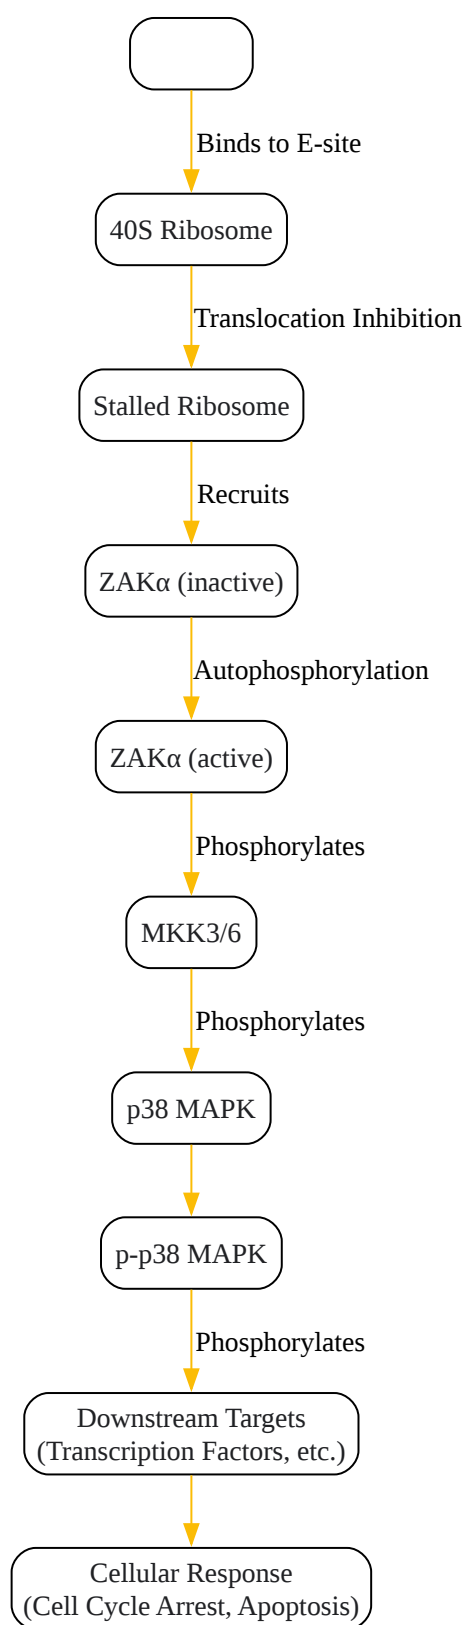 Binds to E-site
40S Ribosome
Translocation Inhibition
Stalled Ribosome
Recruits
ZAKα (inactive)
Autophosphorylation
ZAKα (active)
Phosphorylates
MKK3/6
Phosphorylates
p38 MAPK
p-p38 MAPK
Phosphorylates
Downstream Targets
(Transcription Factors, etc.)
Cellular Response
(Cell Cycle Arrest, Apoptosis)